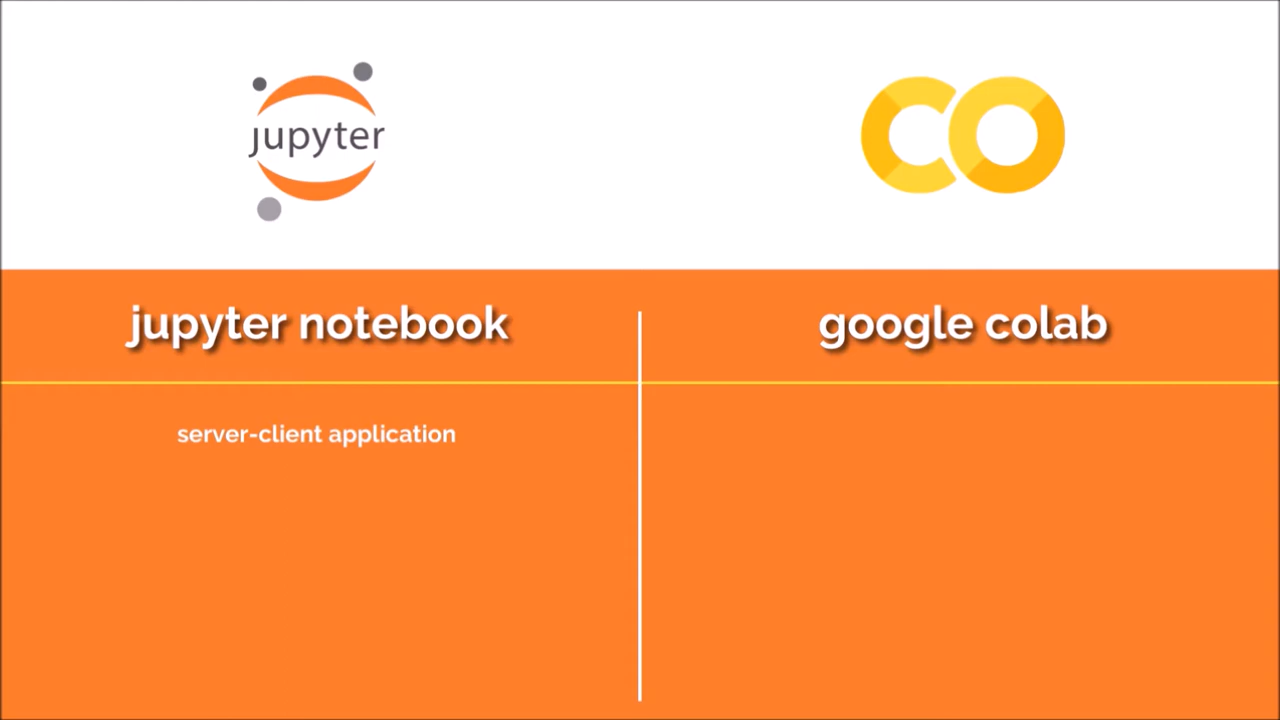 jupyter
CO
jupyter notebook
google colab
server-client application